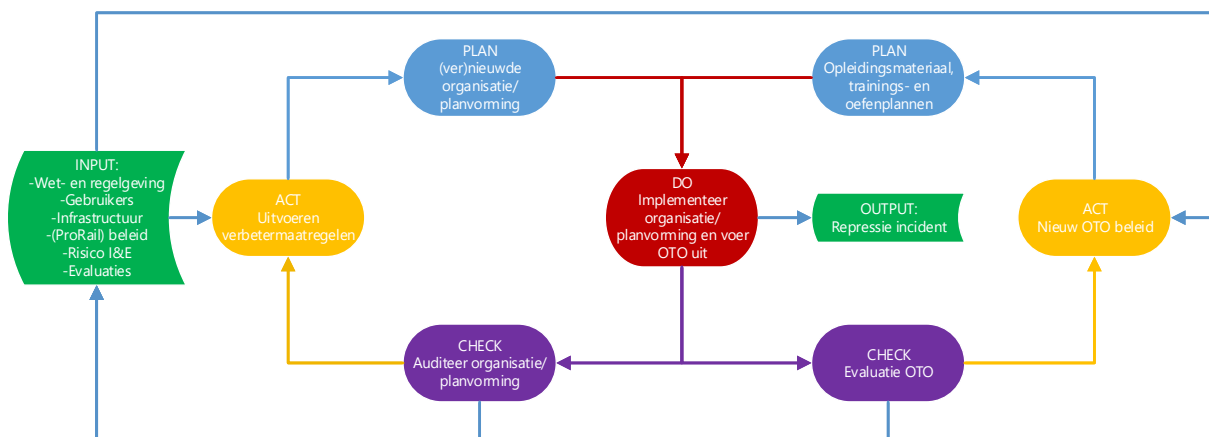 PLAN
(ver)nieuwde
organisatie/
planvorming
PLAN
Opleidingsmateriaal,
trainings- en
oefenplannen
INPUT:
-Wet- en regelgeving
-Gebruikers
-Infrastructuur
-(ProRail) beleid
-Risico I&E
-Evaluaties
ACT
Uitvoeren
verbetermaatregelen
DO
Implementeer
organisatie/
planvorming en voer
OTO uit
OUTPUT:
Repressie incident
ACT
Nieuw OTO beleid
CHECK
Auditeer organisatie/
planvorming
CHECK
Evaluatie OTO